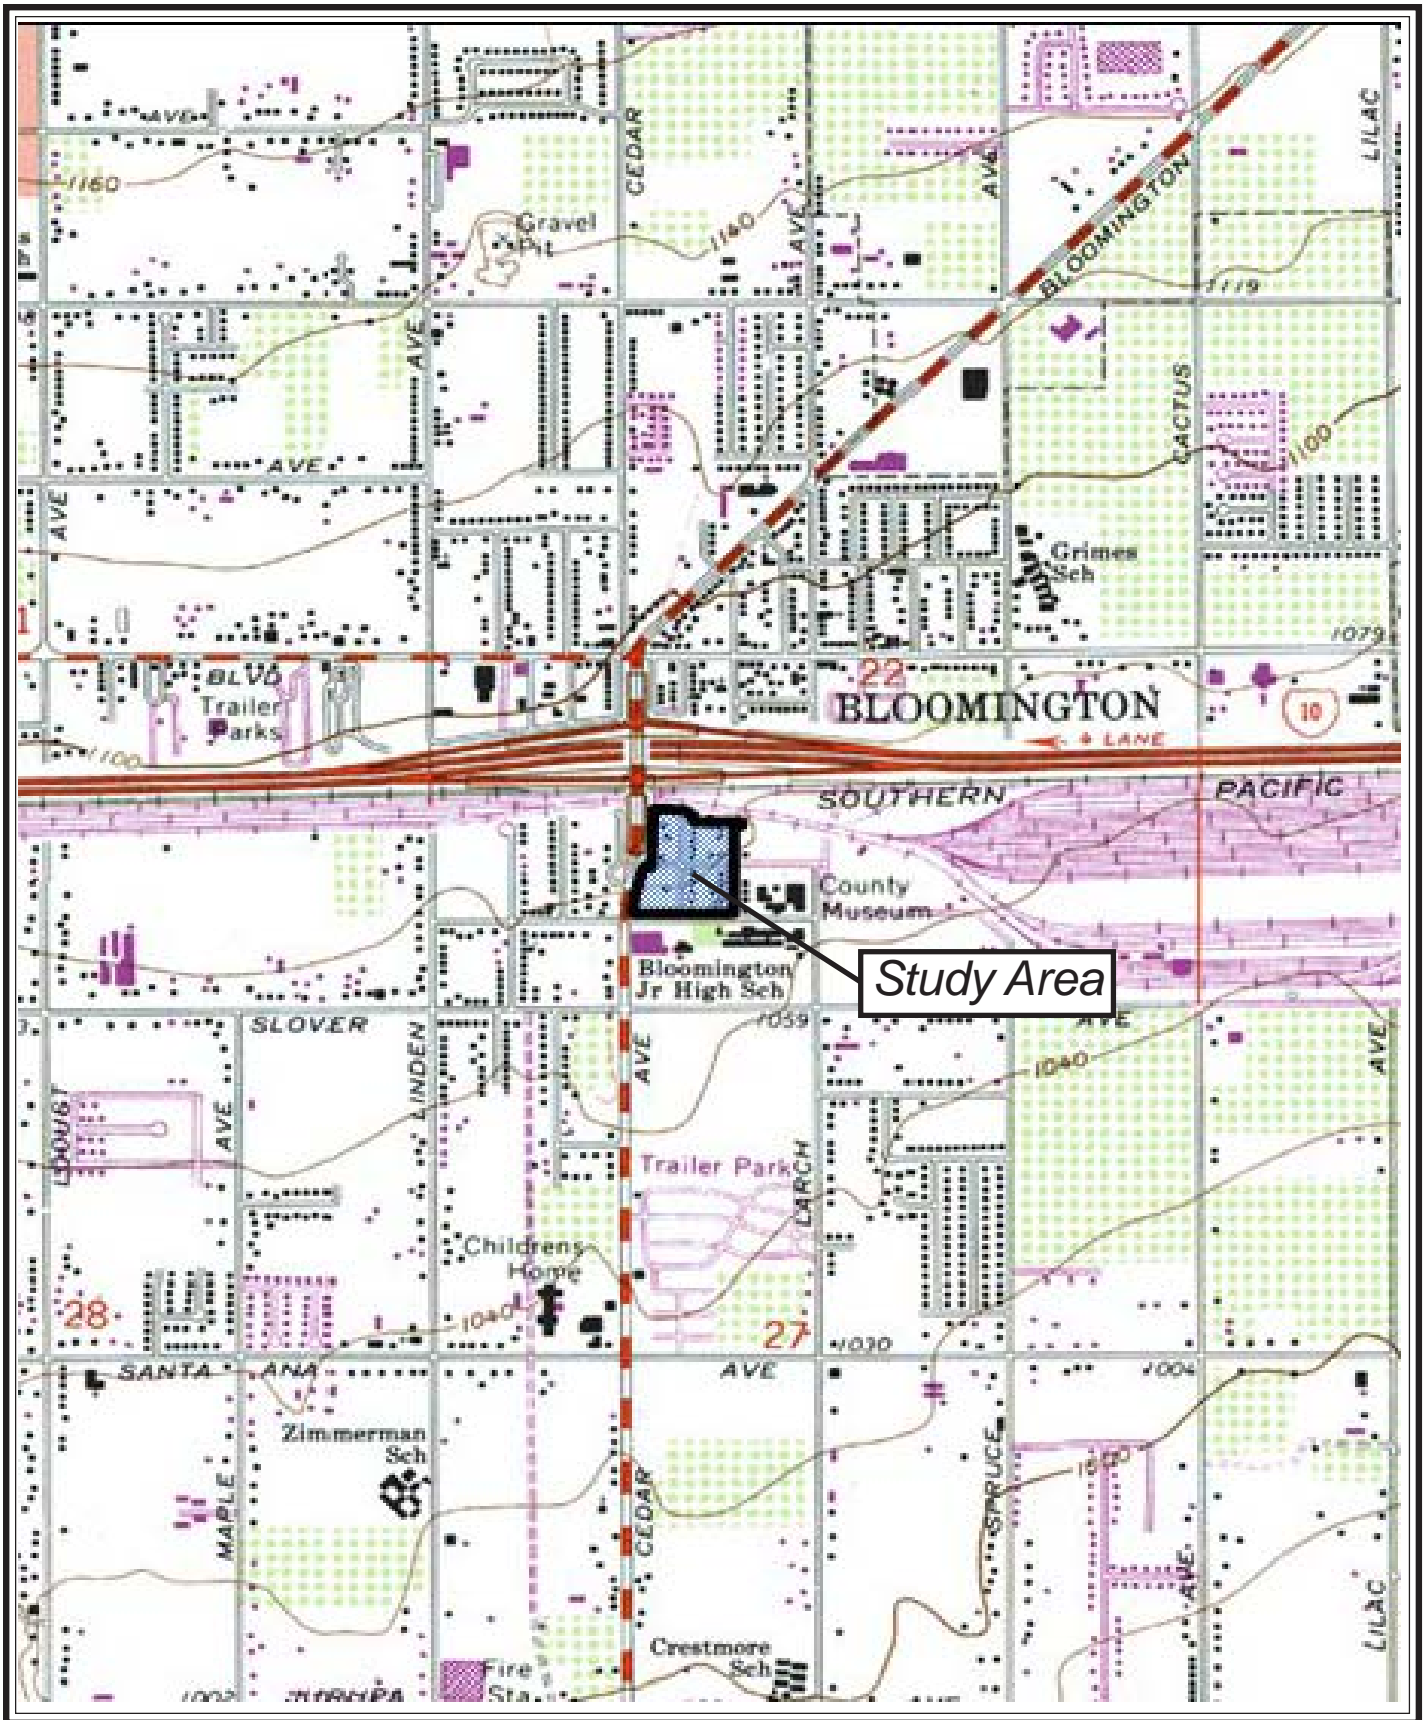 AVE
CEDAR
LILAC
AVE
BLOOMINGTON
1160
Gravel
Pit
1140
AVE
1119
AVE
CACTUS
1100
AVE
AVE
Grimes
Sch
1079
BLVD
22
Trailer
Parks
BLOOMINGTON
10
1100
4 LANE
SOUTHERN
PACIFIC
County
Museum
Bloomington
Jr High Sch
Study Area
SLOVER
1059
AVE
LINDEN
AVE
AVE
1040
LOCUST
AVE
Trailer Park
LARCH
Childrens
Home
28
1040
27
1030
SANTA ANA
AVE
1004
Zimmerman
Sch
SPRUCE
1000
MAPLE
CEDAR
AVE
LILAC
Crestmore
Sch
Fire
Sta
1002